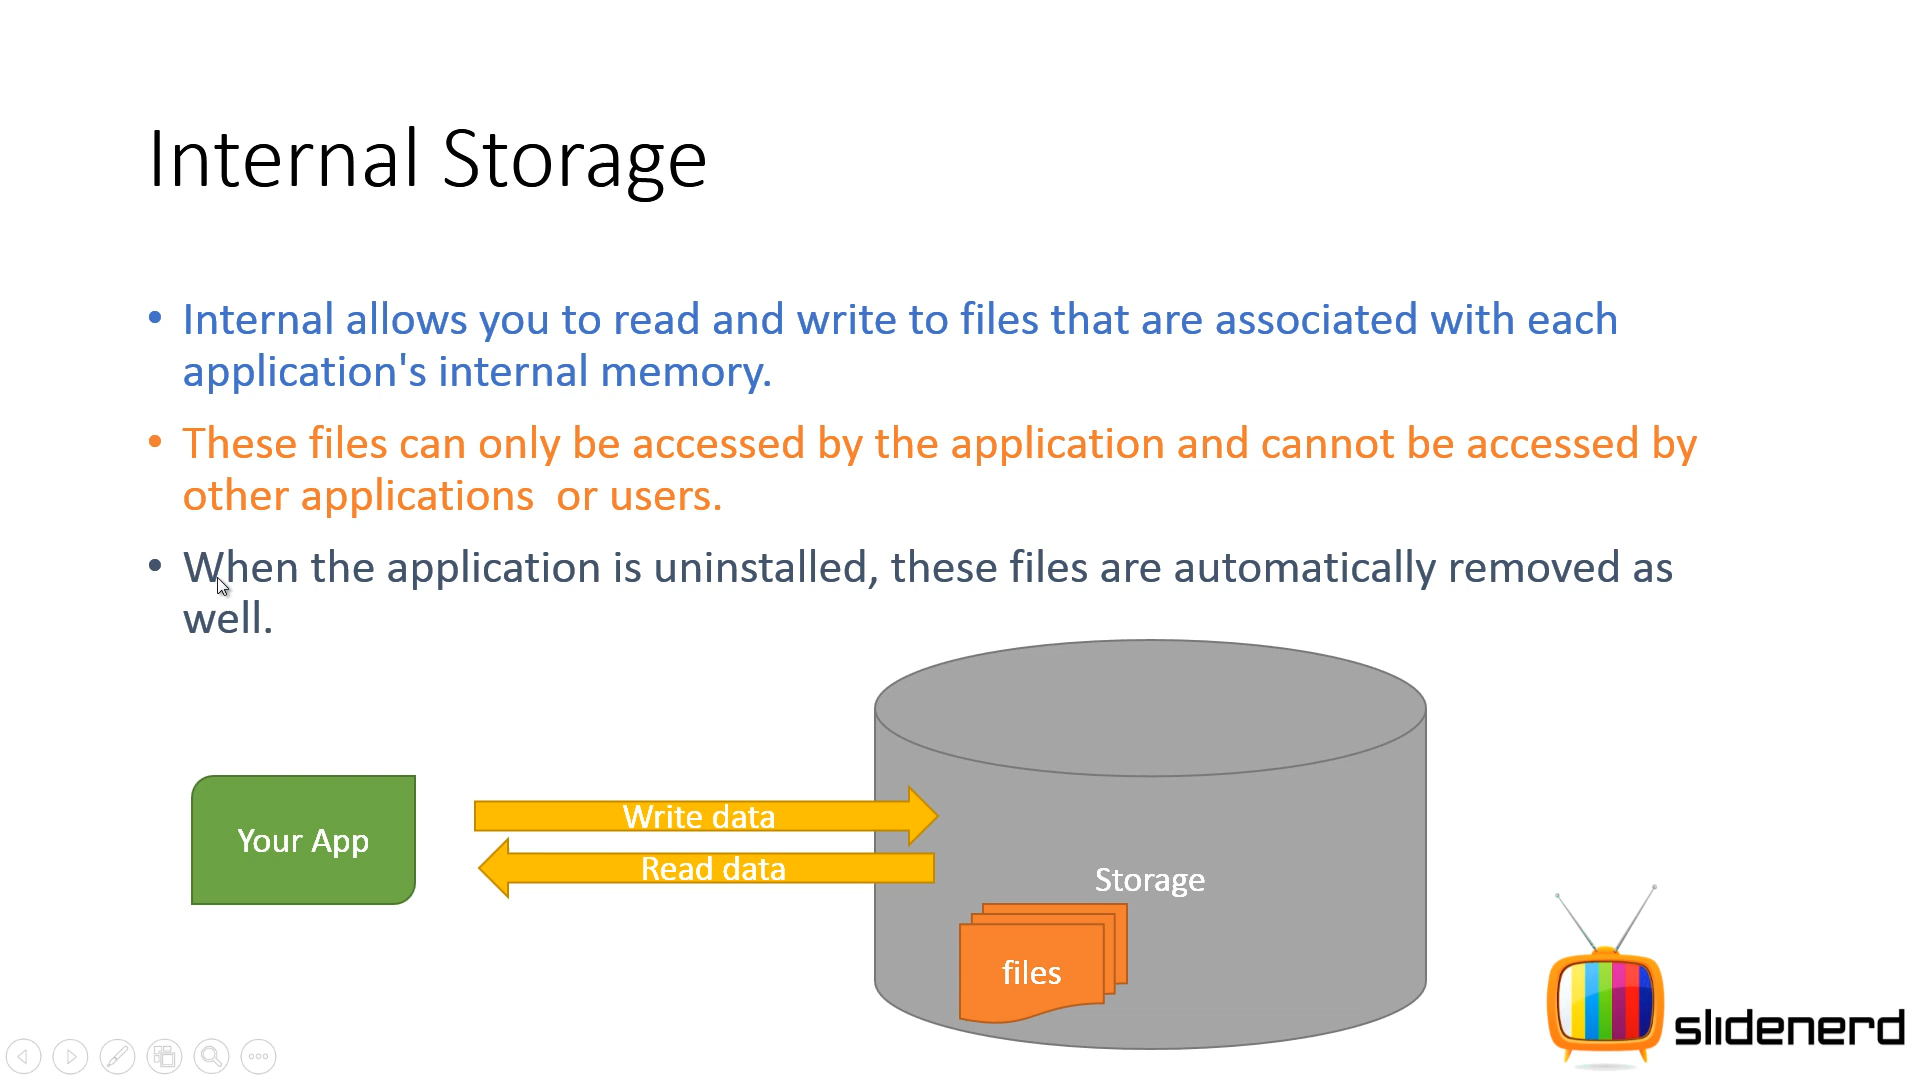 Internal Storage
• Internal allows you to read and write to files that are associated with each
application's internal memory.
• These files can only be accessed by the application and cannot be accessed by
other applications  or users.
• When the application is uninstalled, these files are automatically removed as
well.
Your App
Write data
Read data
Storage
files
slidenerd